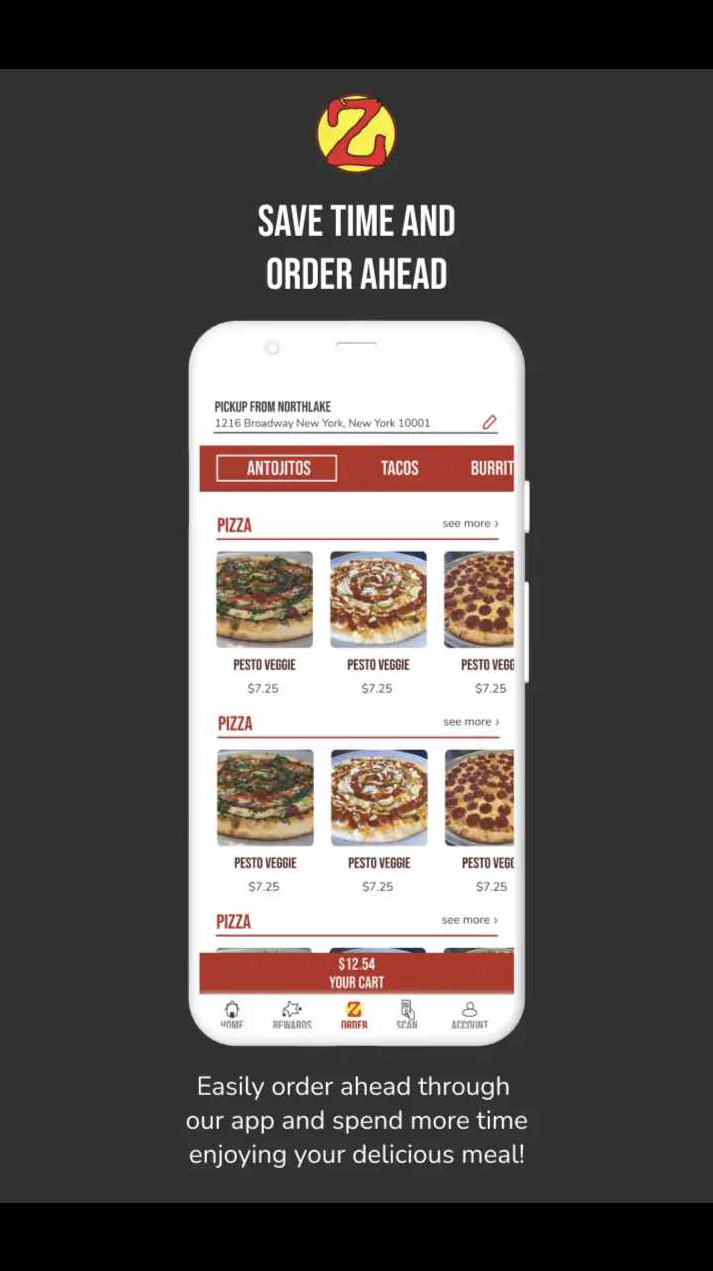 Z
SAVE TIME AND
ORDER AHEAD
PICKUP FROM NORTHLAKE
1216 Broadway New York, New York 10001
ANTOJITOS TACOS BURRIT
PIZZA see more ›
PESTO VEGGIE PESTO VEGGIE PESTO VEGG
$7.25 $7.25 $7.25
PIZZA see more ›
PESTO VEGGIE PESTO VEGGIE PESTO VEGG
$7.25 $7.25 $7.25
PIZZA see more ›
$12.54
YOUR CART
Z
HOME REWARDS ORDER SCAN ACCOUNT
Easily order ahead through
our app and spend more time
enjoying your delicious meal!